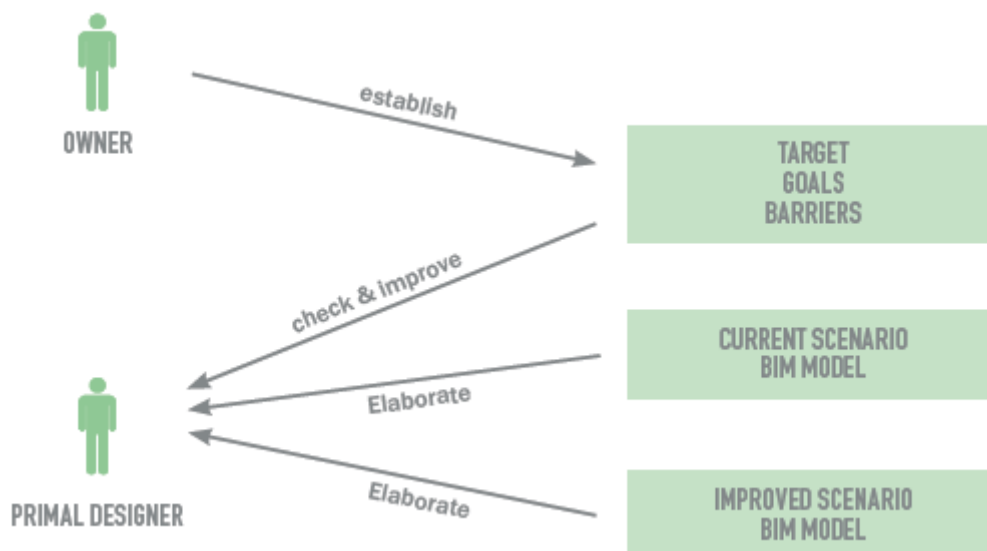 OWNER
establish
TARGET
GOALS
BARRIERS
check & improve
CURRENT SCENARIO
BIM MODEL
Elaborate
PRIMAL DESIGNER
Elaborate
IMPROVED SCENARIO
BIM MODEL